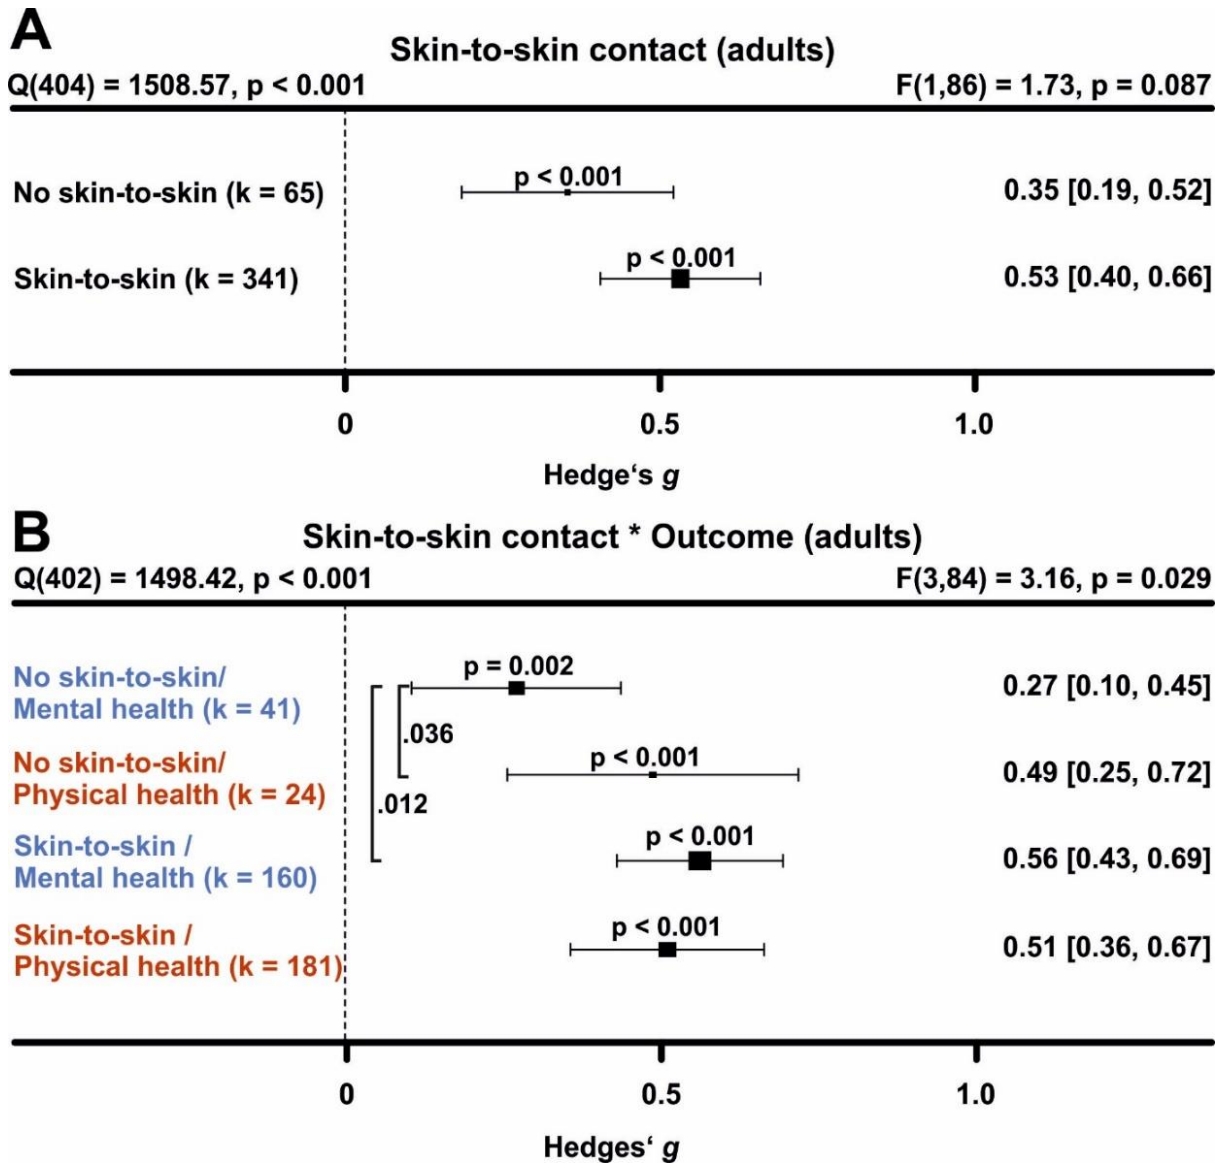 A
Skin-to-skin contact (adults)
Q(404) = 1508.57, p < 0.001
F(1,86) = 1.73, p = 0.087
No skin-to-skin (k = 65)
p < 0.001
0.35 [0.19, 0.52]
Skin-to-skin (k = 341)
p < 0.001
0.53 [0.40, 0.66]
0
0.5
1.0
Hedge‘s g
B
Skin-to-skin contact * Outcome (adults)
Q(402) = 1498.42, p < 0.001
F(3,84) = 3.16, p = 0.029
No skin-to-skin/
Mental health (k = 41)
p = 0.002
0.27 [0.10, 0.45]
.036
No skin-to-skin/
Physical health (k = 24)
p < 0.001
0.49 [0.25, 0.72]
.012
Skin-to-skin /
Mental health (k = 160)
p < 0.001
0.56 [0.43, 0.69]
Skin-to-skin /
Physical health (k = 181)
p < 0.001
0.51 [0.36, 0.67]
0
0.5
1.0
Hedges‘ g